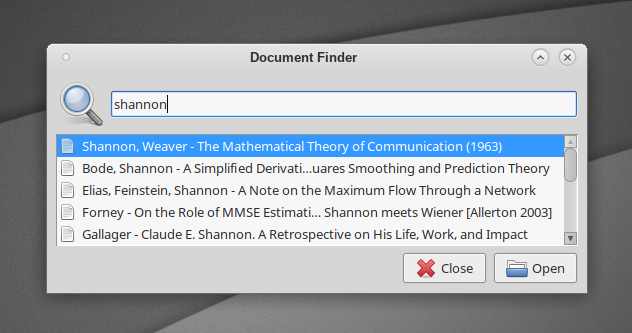 Document Finder
shannon
Shannon, Weaver - The Mathematical Theory of Communication (1963)
Bode, Shannon - A Simplified Derivati...uares Smoothing and Prediction Theory
Elias, Feinstein, Shannon - A Note on the Maximum Flow Through a Network
Forney - On the Role of MMSE Estimati... Shannon meets Wiener [Allerton 2003]
Gallager - Claude E. Shannon. A Retrospective on His Life, Work, and Impact
Close Open